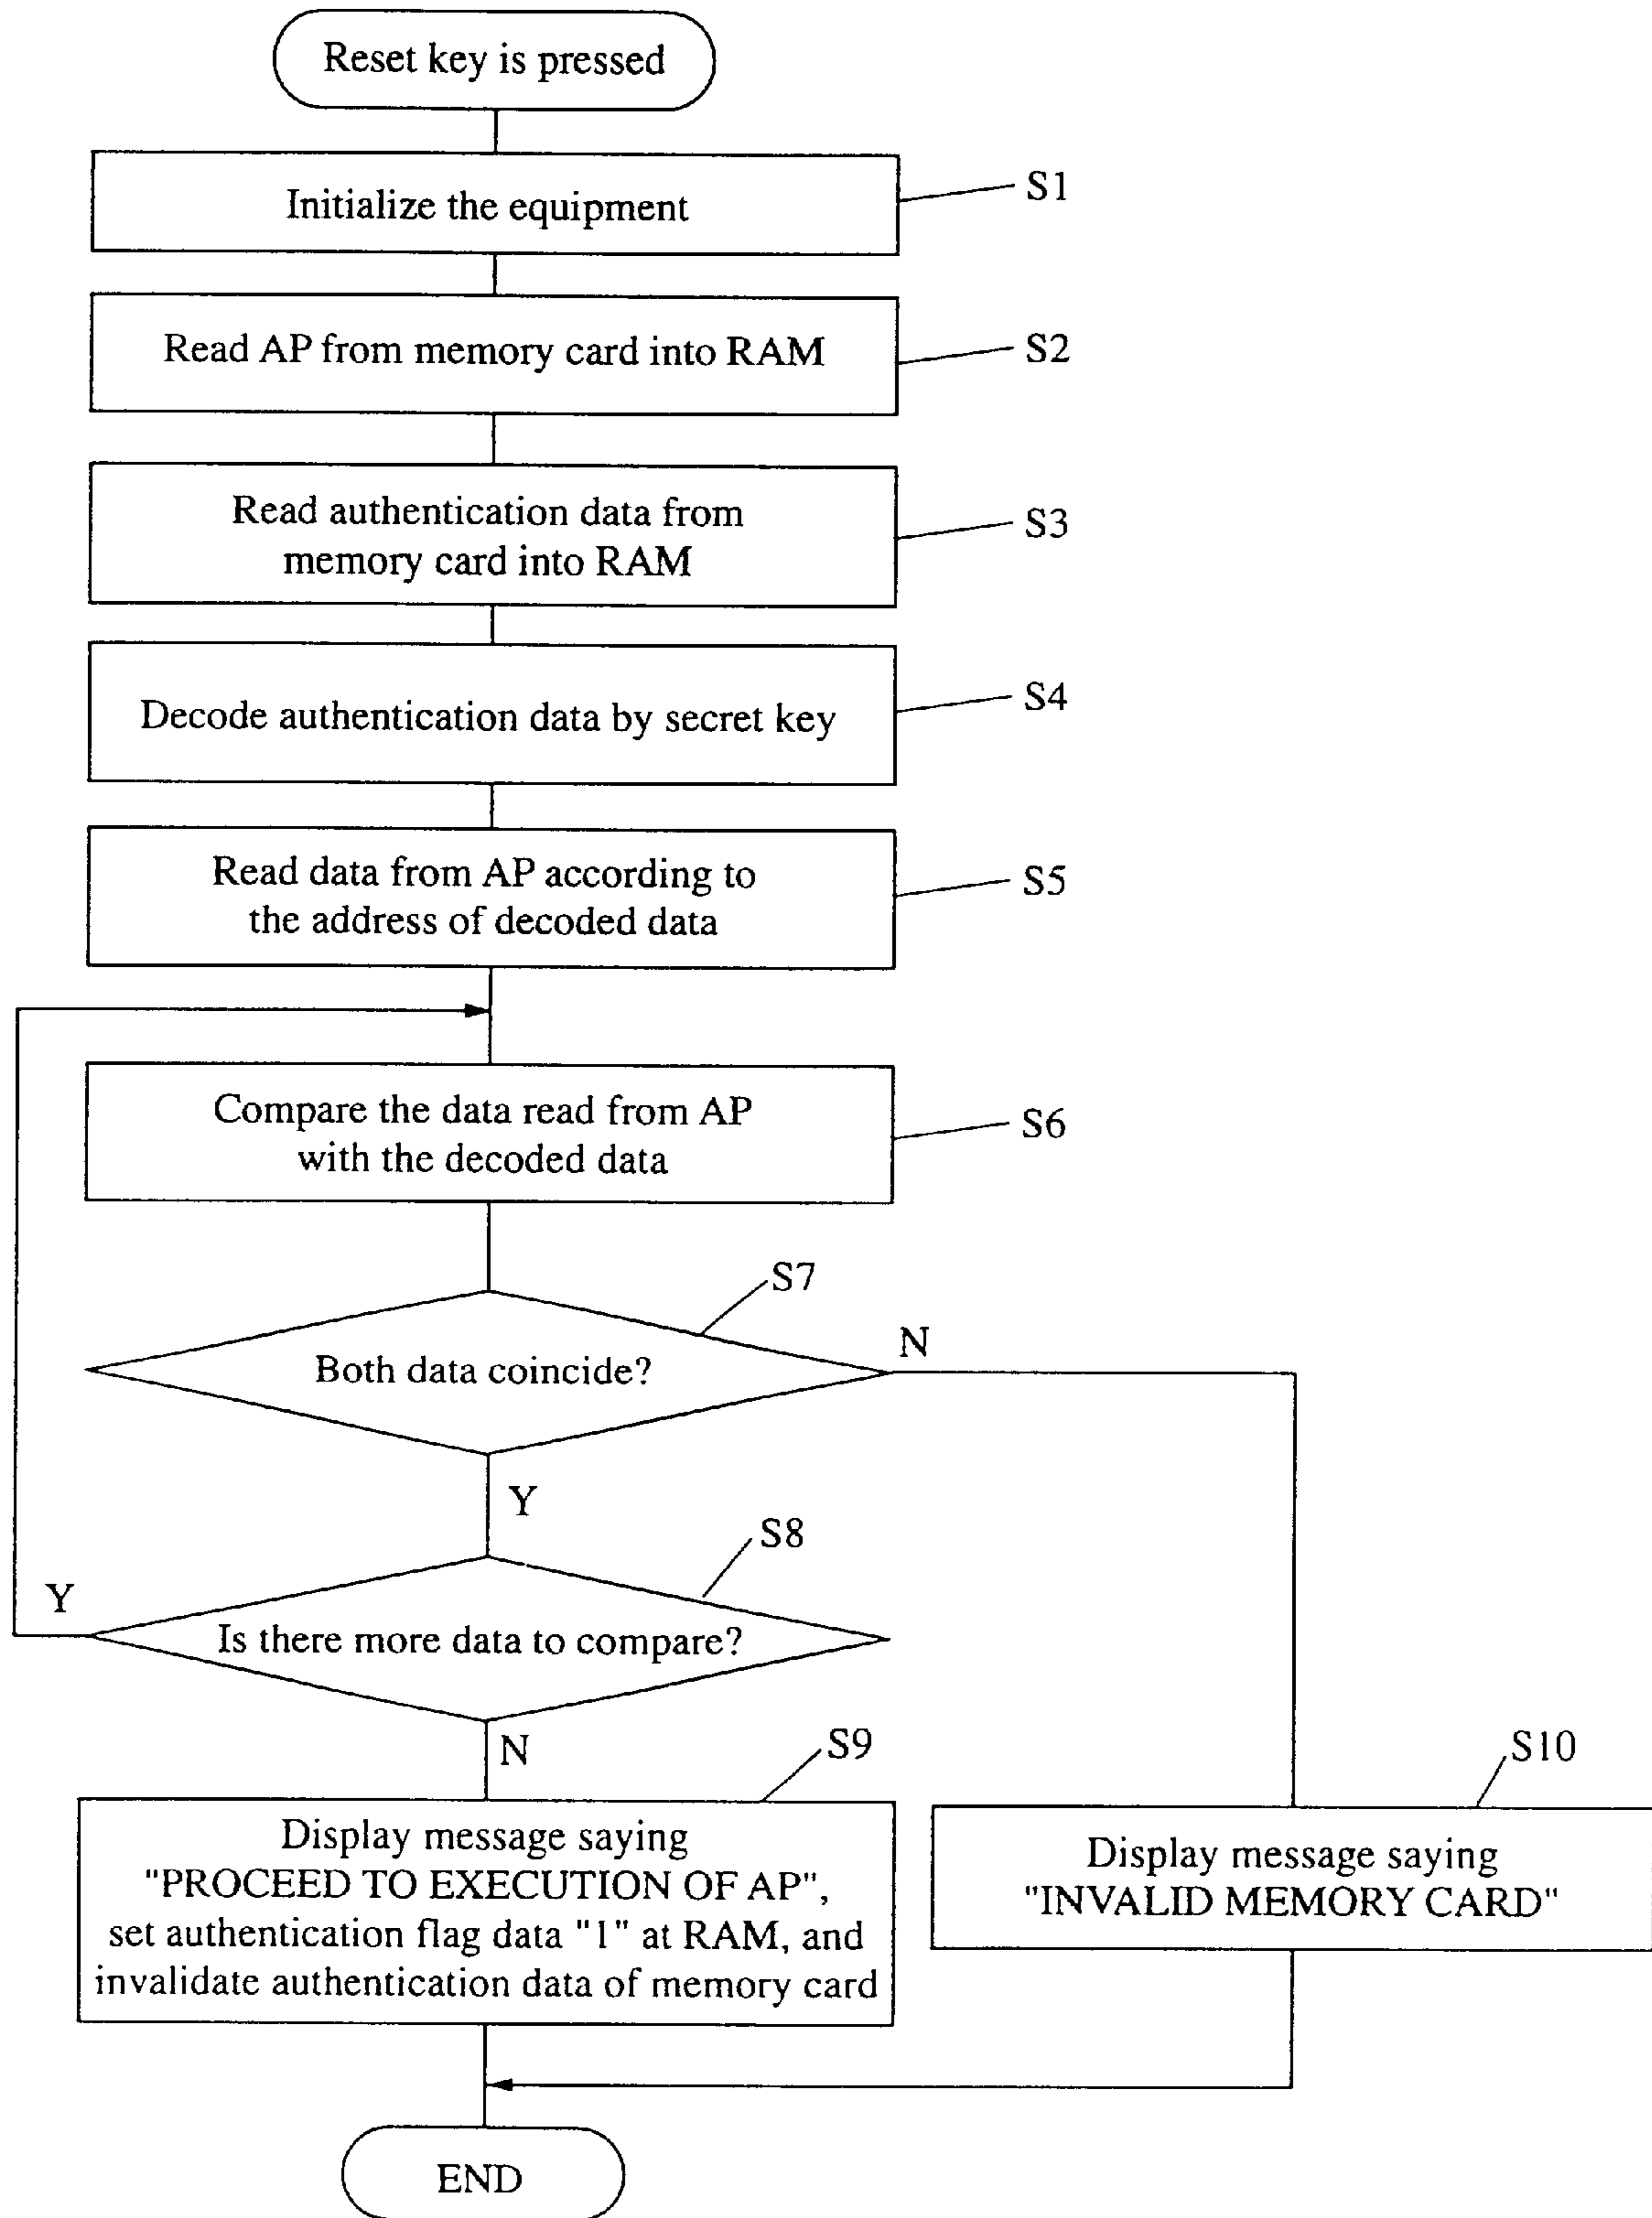 Reset key is pressed
Initialize the equipment
S1
Read AP from memory card into RAM
S2
Read authentication data from
memory card into RAM
S3
Decode authentication data by secret key
S4
Read data from AP according to
the address of decoded data
S5
Compare the data read from AP
with the decoded data
S6
S7
Both data coincide?
N
Y
S8
Y
Is there more data to compare?
N
S9
Display message saying
"PROCEED TO EXECUTION OF AP",
set authentication flag data "1" at RAM, and
invalidate authentication data of memory card
S10
Display message saying
"INVALID MEMORY CARD"
END